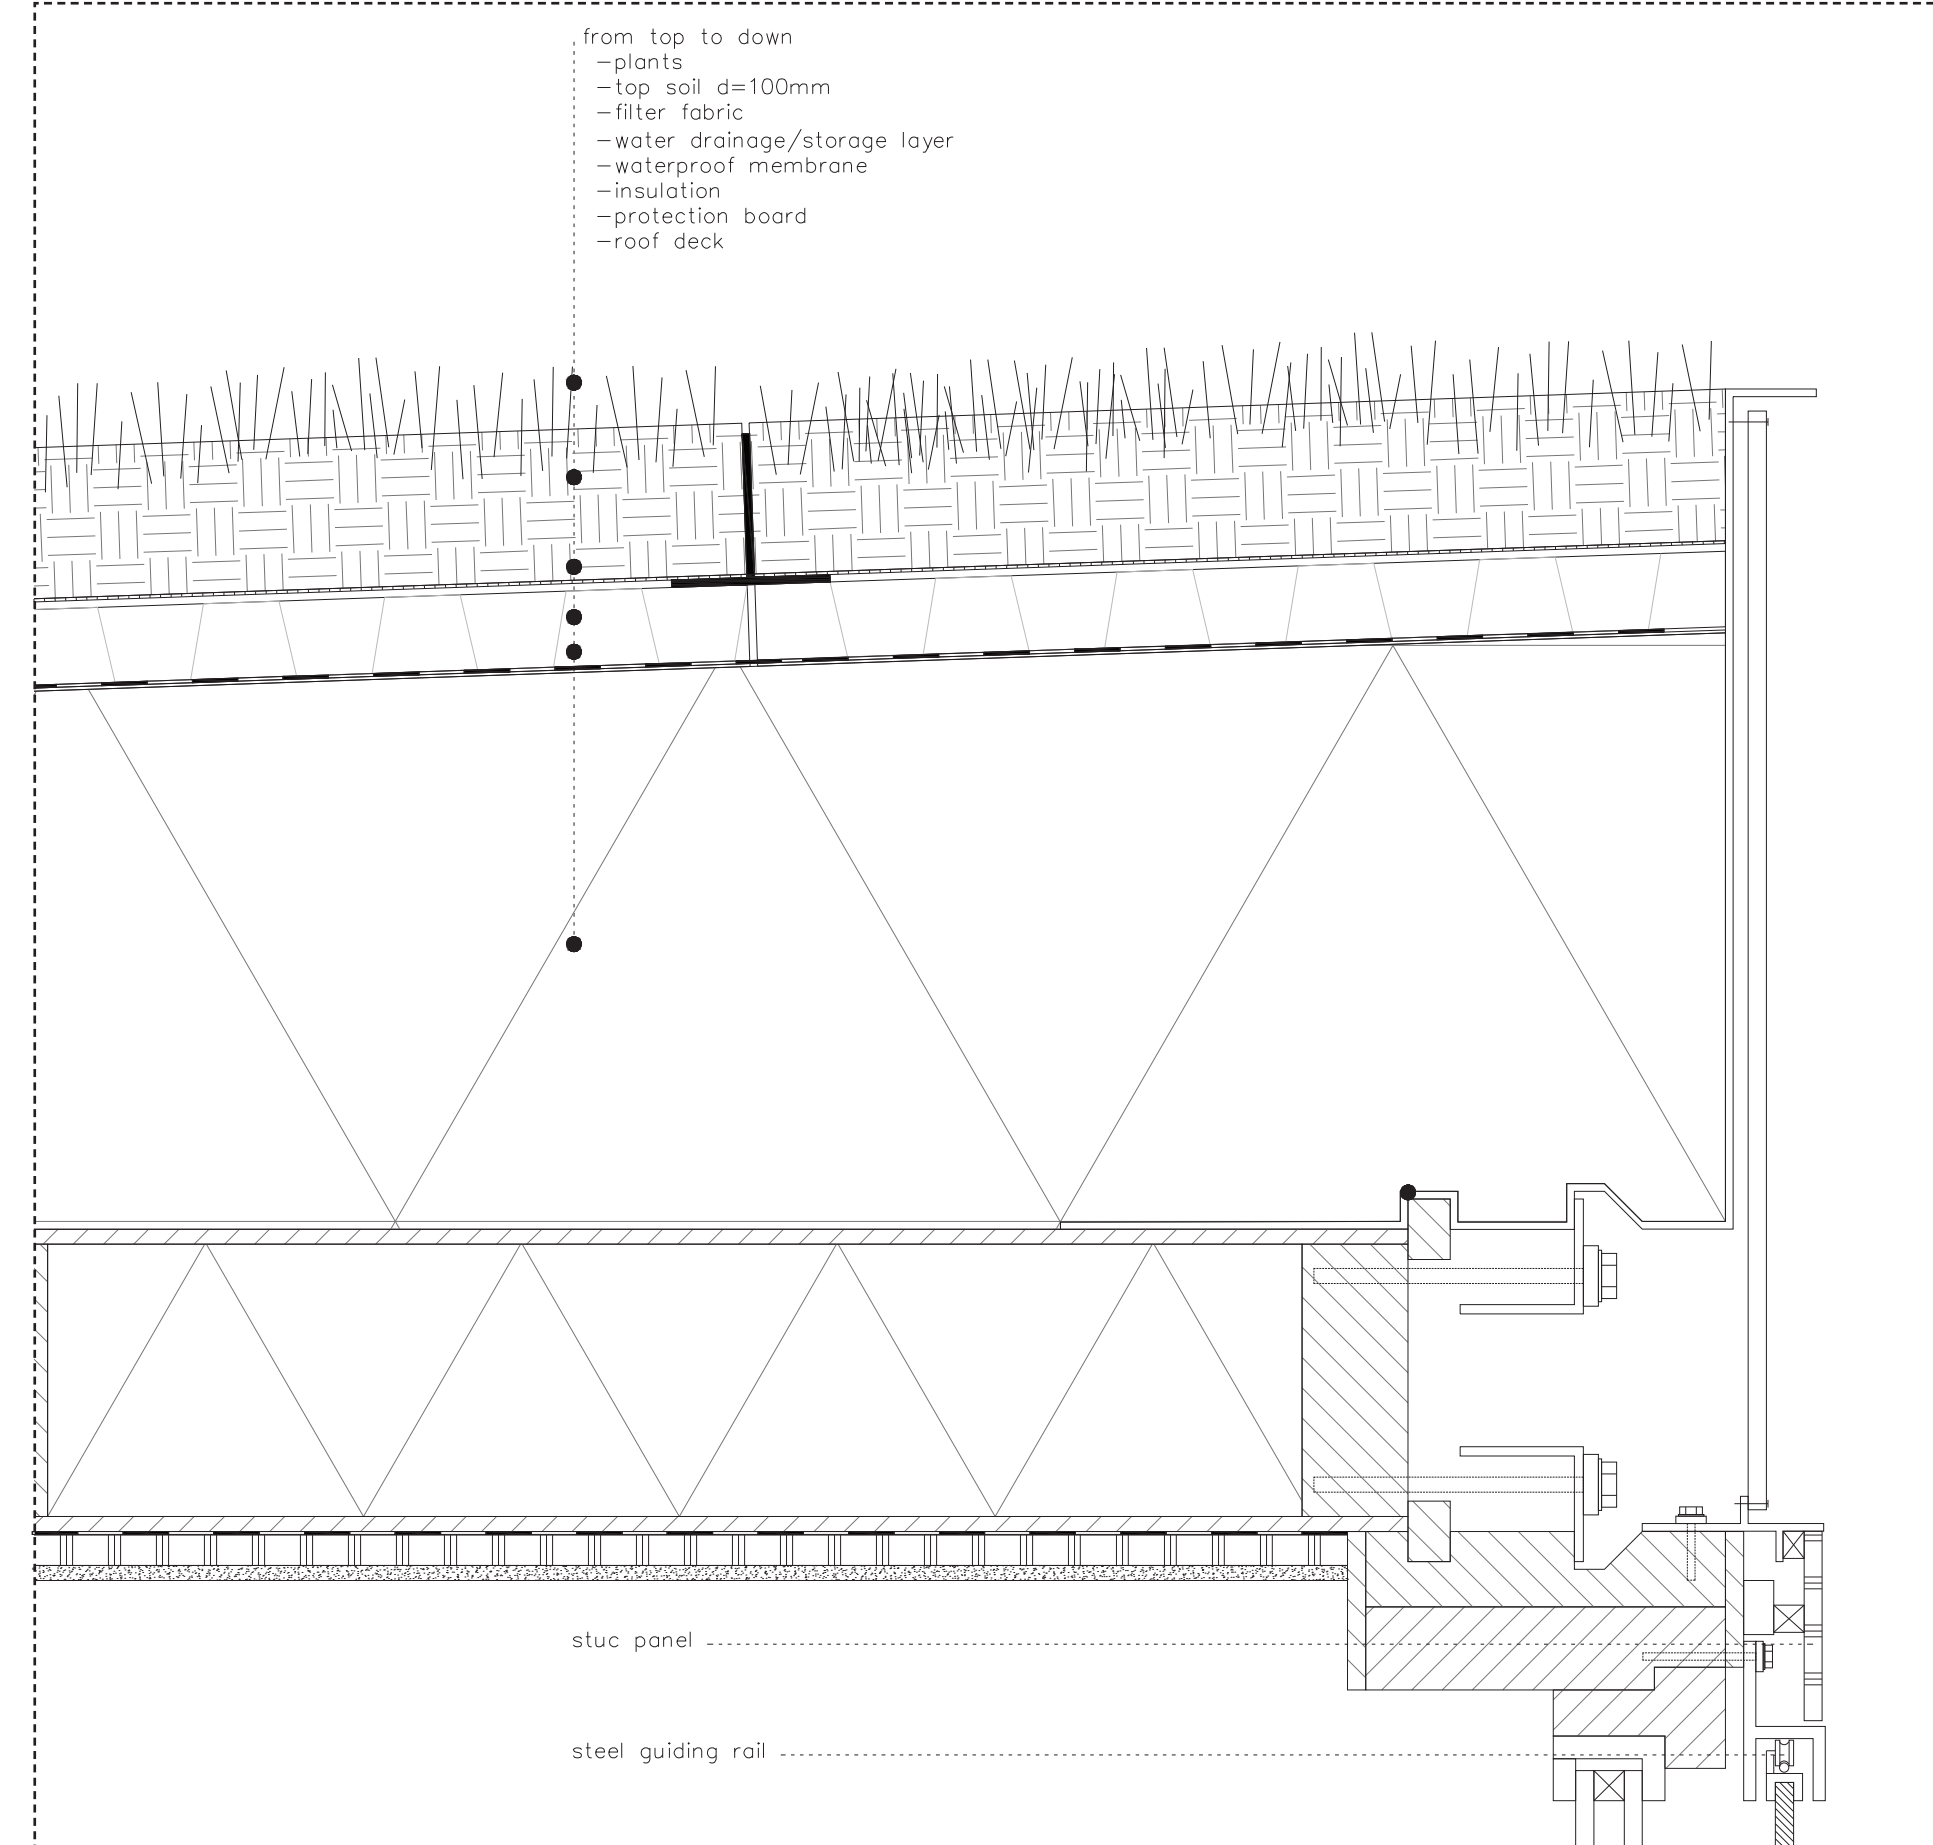 from top to down
-plants
-top soil d=100mm
-filter fabric
-water drainage/storage layer
-waterproof membrane
-insulation
-protection board
-roof deck
stuc panel
steel guiding rail